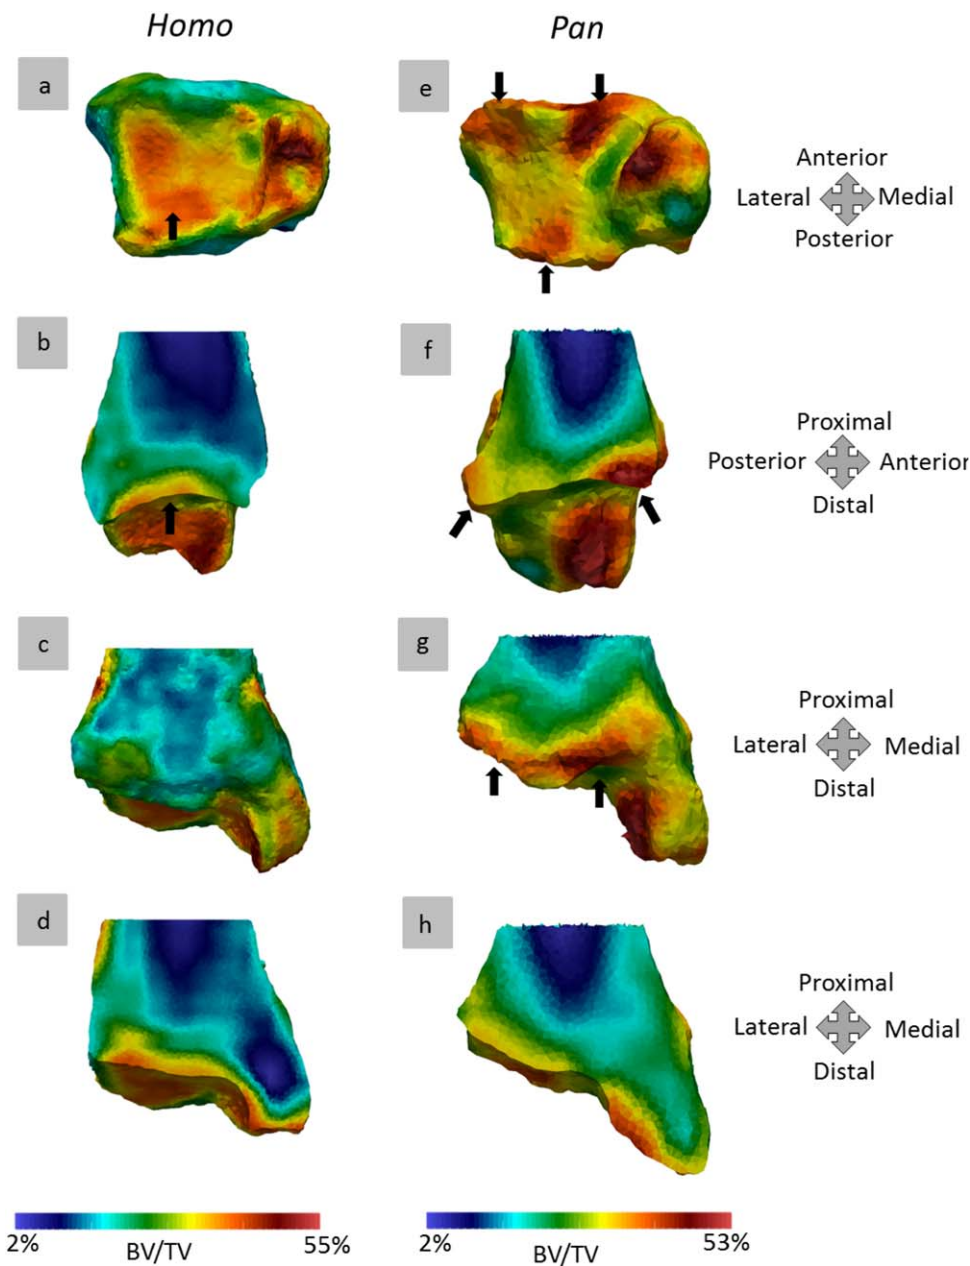 Homo Pan
a e
Anterior
Lateral Medial
Posterior
b f
Proximal
Posterior Anterior
Distal
c g
Proximal
Lateral Medial
Distal
d h
Proximal
Lateral Medial
Distal
2% BV/TV 55% 2% BV/TV 53%